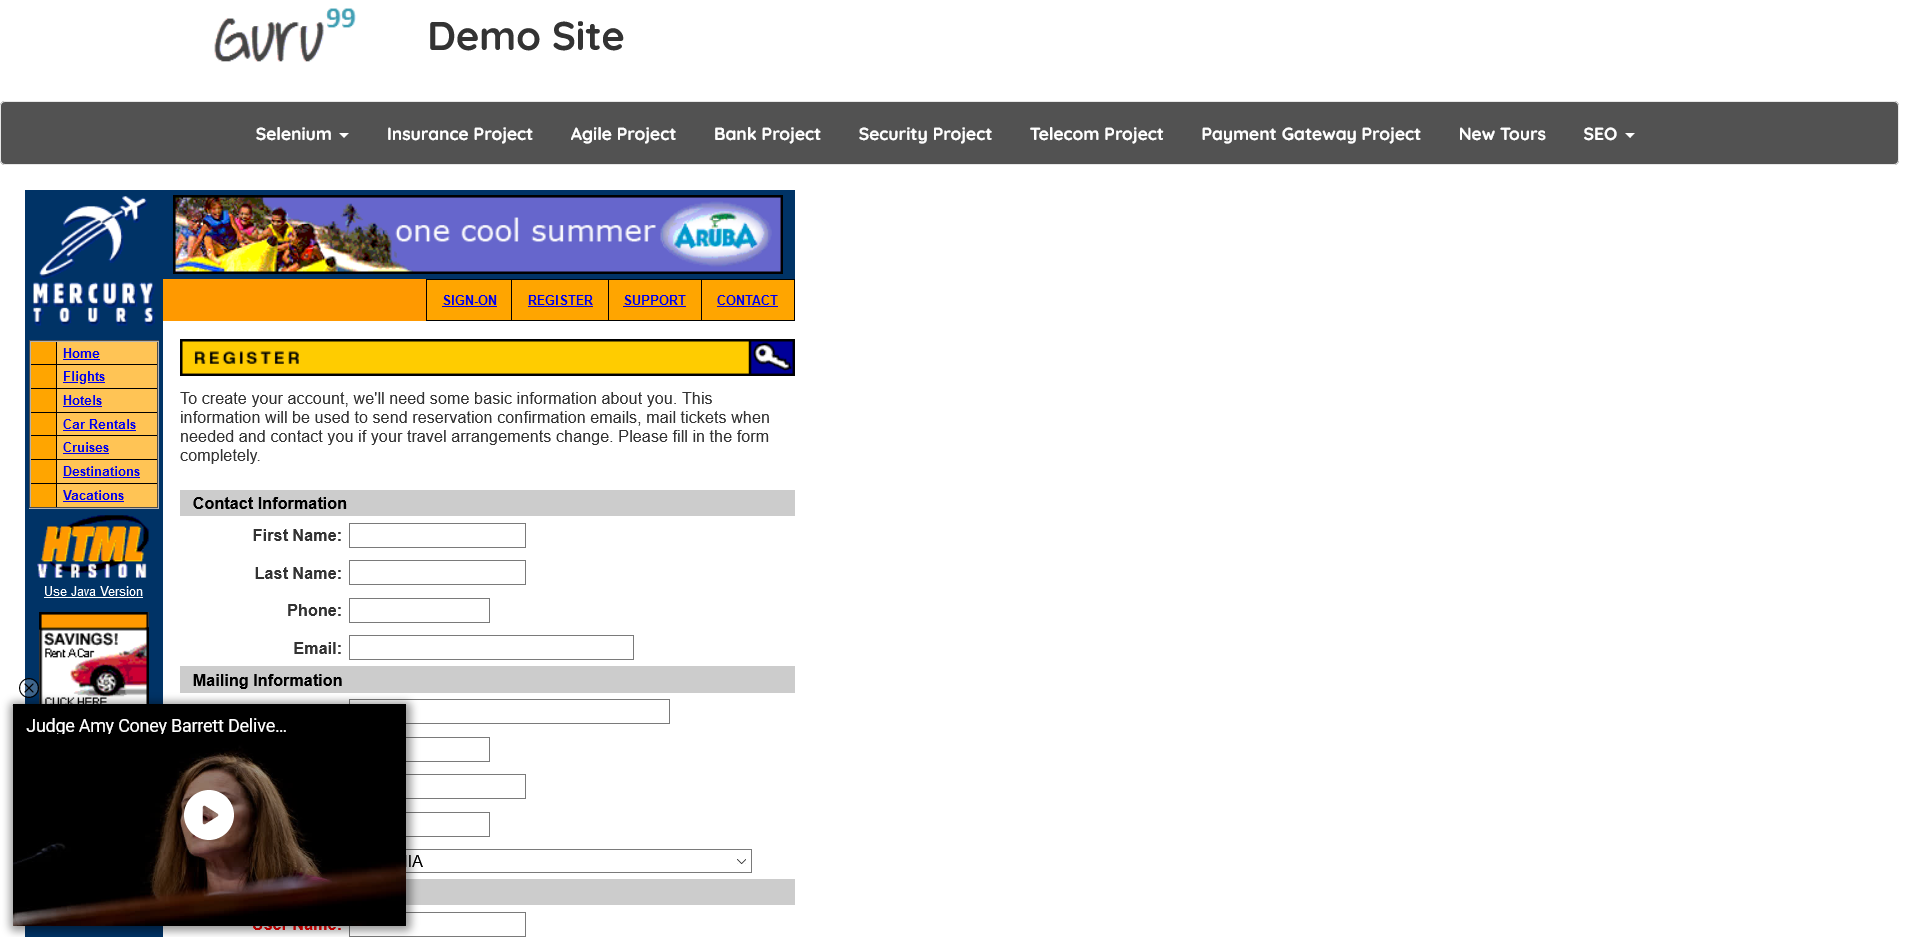 Guru99
Demo Site
Selenium
Insurance Project
Agile Project
Bank Project
Security Project
Telecom Project
Payment Gateway Project
New Tours
SEO
one cool summer
ARUBA
MERCURY
TOURS
SIGN-ON
REGISTER
SUPPORT
CONTACT
Home
Flights
Hotels
Car Rentals
Cruises
Destinations
Vacations
HTML
VERSION
Use Java Version
SAVINGS!
Rent A Car
CLICK HERE
REGISTER
To create your account, we'll need some basic information about you. This
information will be used to send reservation confirmation emails, mail tickets when
needed and contact you if your travel arrangements change. Please fill in the form
completely.
Contact Information
First Name:
Last Name:
Phone:
Email:
Mailing Information
Judge Amy Coney Barrett Delive...
IA
User Name: